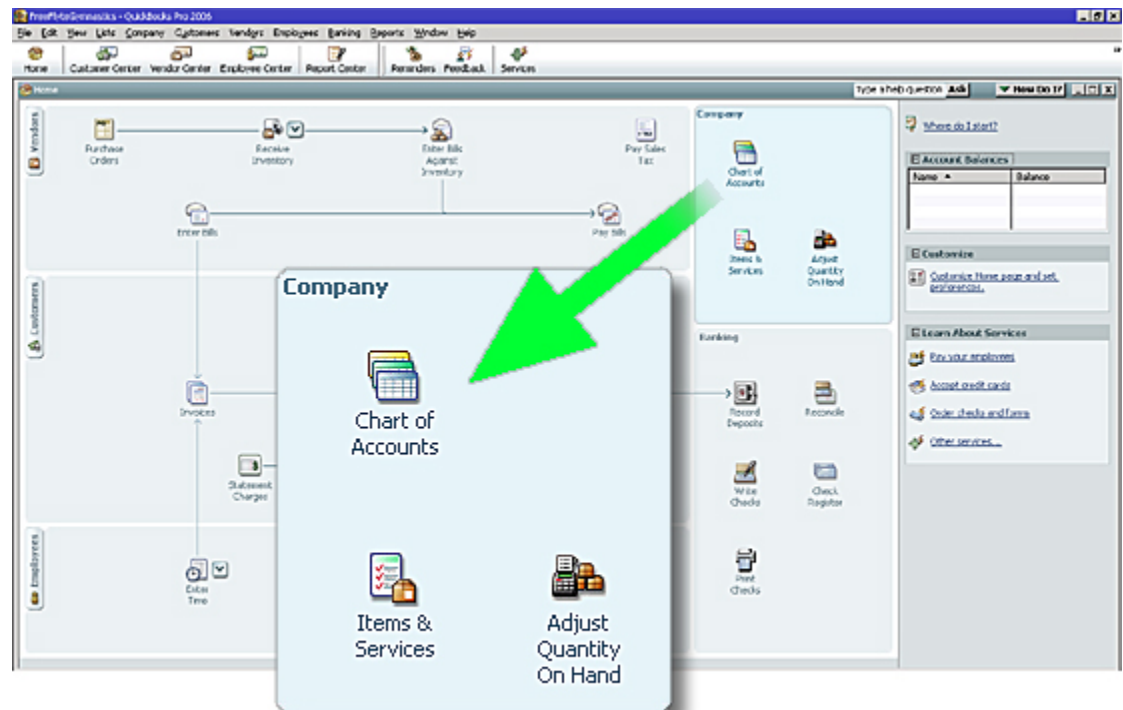 FreeFlyteGymnastics - QuickBooks Pro 2006
File Edit View Lists Company Customers Vendors Employees Banking Reports Window Help
Home Customer Center Vendor Center Employee Center Report Center Reminders Feedback Services
Home
Type a help question Ask How Do I?
Vendors
Purchase
Orders
Receive
Inventory
Enter Bills
Against
Inventory
Pay Sales
Tax
Enter Bills
Pay Bills
Company
Chart of
Accounts
Items &
Services
Adjust
Quantity
On Hand
Where do I start?
Account Balances
Name Balance
Customize
Customize Home page and set
preferences.
Learn About Services
Pay your employees
Accept credit cards
Order checks and forms
Other services...
Customers
Invoices
Statement
Charges
Company
Chart of
Accounts
Items &
Services
Adjust
Quantity
On Hand
Banking
Record
Deposits
Reconcile
Write
Checks
Check
Register
Print
Checks
Employees
Enter
Time